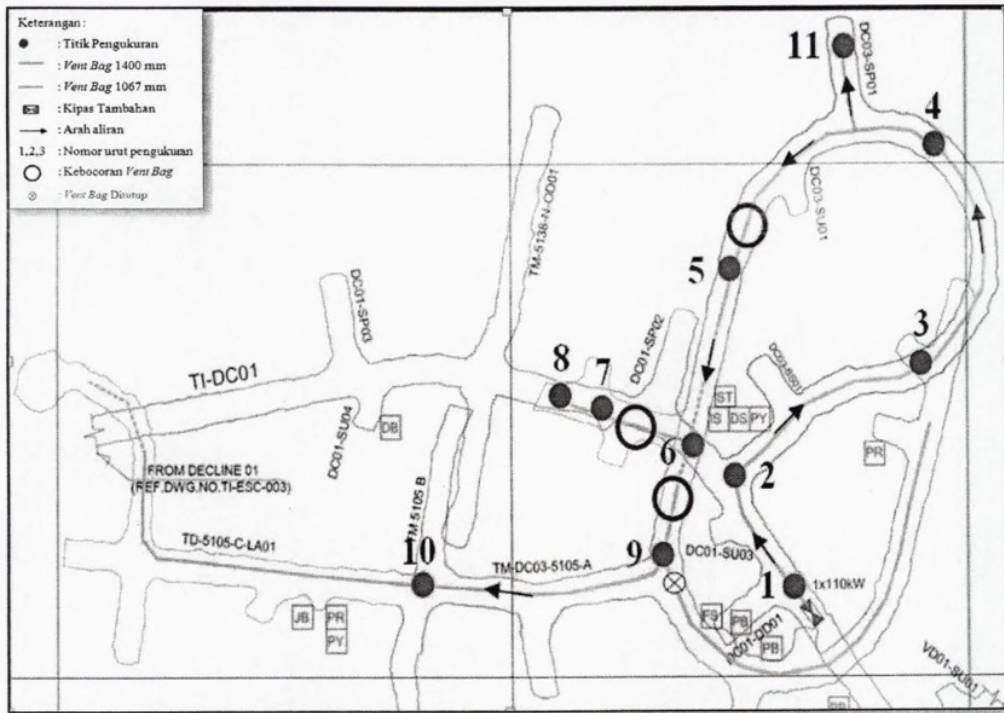 Keterangan :
: Titik Pengukuran
: Vent Bag 1400 mm
: Vent Bag 1067 mm
: Kipas Tambahan
: Arah aliran
1,2,3 : Nomor urut pengukuran
: Kebocoran Vent Bag
: Vent Bag Ditutup
11
DC03-SP01
4
DC03-SU01
TM-5138-N-OD01
5
3
DC01-SP03
DC01-SP02
8
7
TI-DC01
ST
IS DS PY
DC01-SU04
DB
6
2
PR
FROM DECLINE 01
(REF.DWG.NO.TI-ESC-003)
TM 5105 B
TD-5105-C-LA01
10
TM-DC03-5105-A
9
DC01-SU03
1
1x110kW
JB PR
PY
FS
PB
DC01-DD01
PB
VD01-SU01